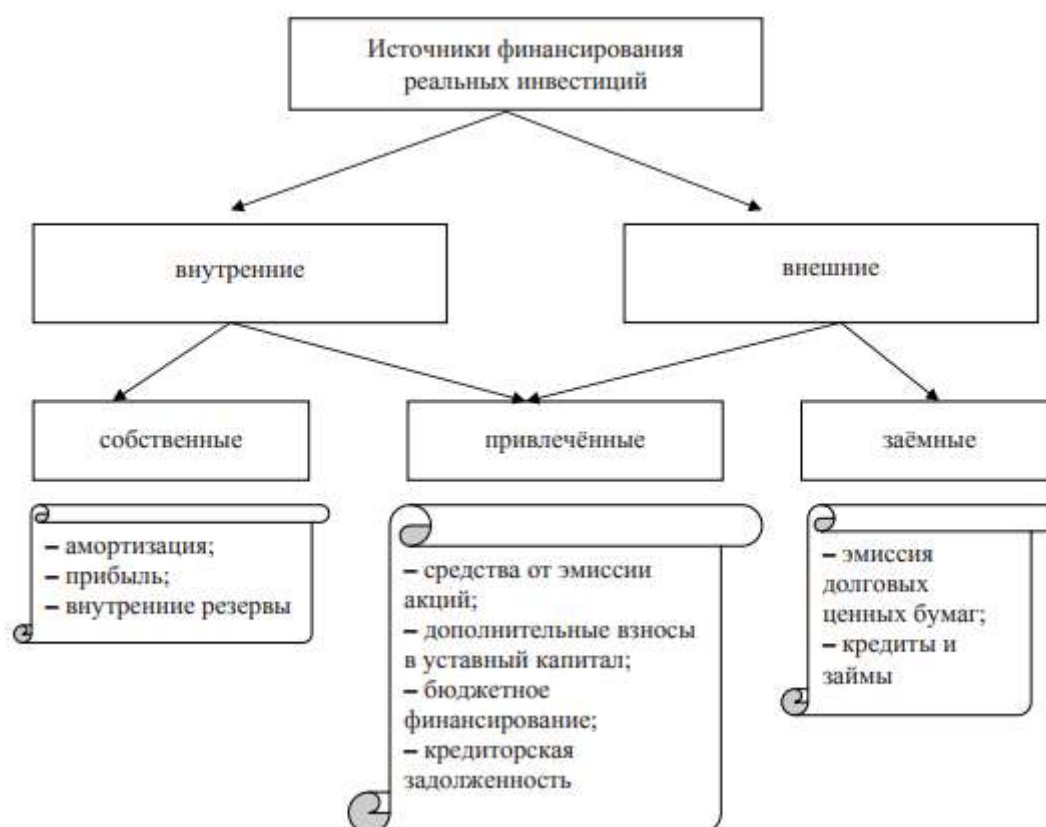 Источники финансирования
реальных инвестиций
внутренние
внешние
собственные
привлечённые
заёмные
– амортизация;
– прибыль;
– внутренние резервы
– средства от эмиссии
акций;
– дополнительные взносы
в уставный капитал;
– бюджетное
финансирование;
– кредиторская
задолженность
– эмиссия
долговых
ценных бумаг;
– кредиты и
займы